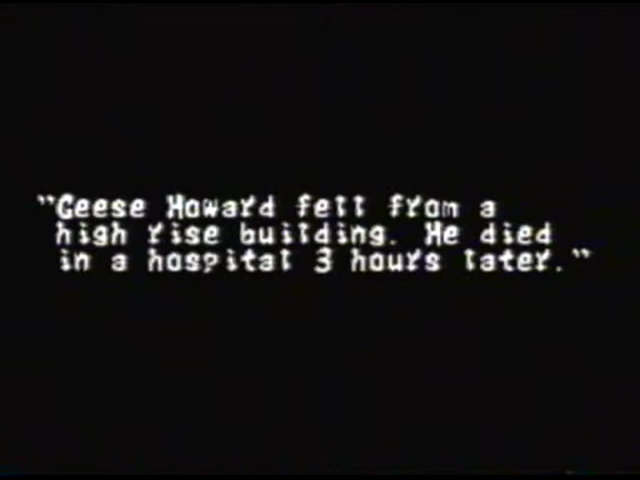 "Geese Howard fell from a
high rise building. He died
in a hospital 3 hours later."